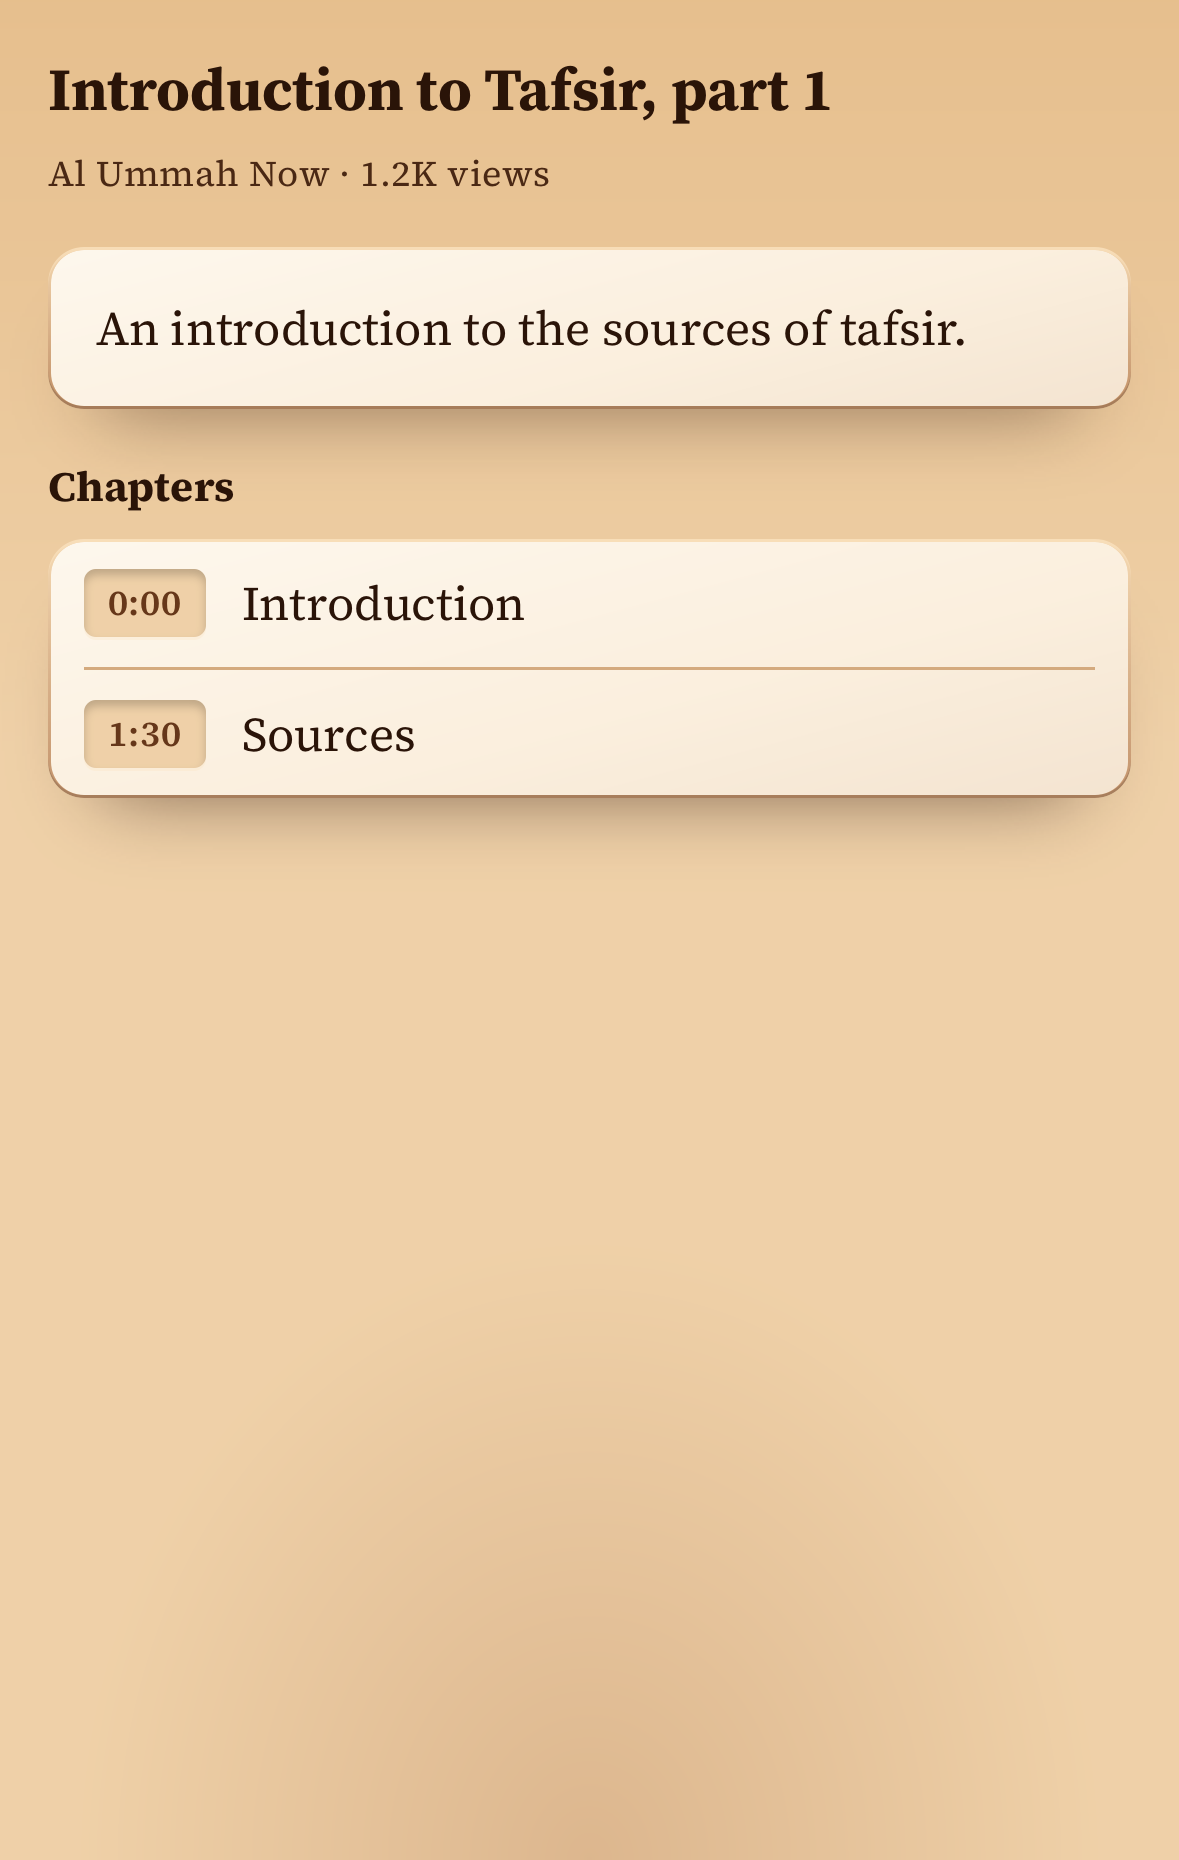 Introduction to Tafsir, part 1
Al Ummah Now · 1.2K views
An introduction to the sources of tafsir.
Chapters
0:00 Introduction
1:30 Sources